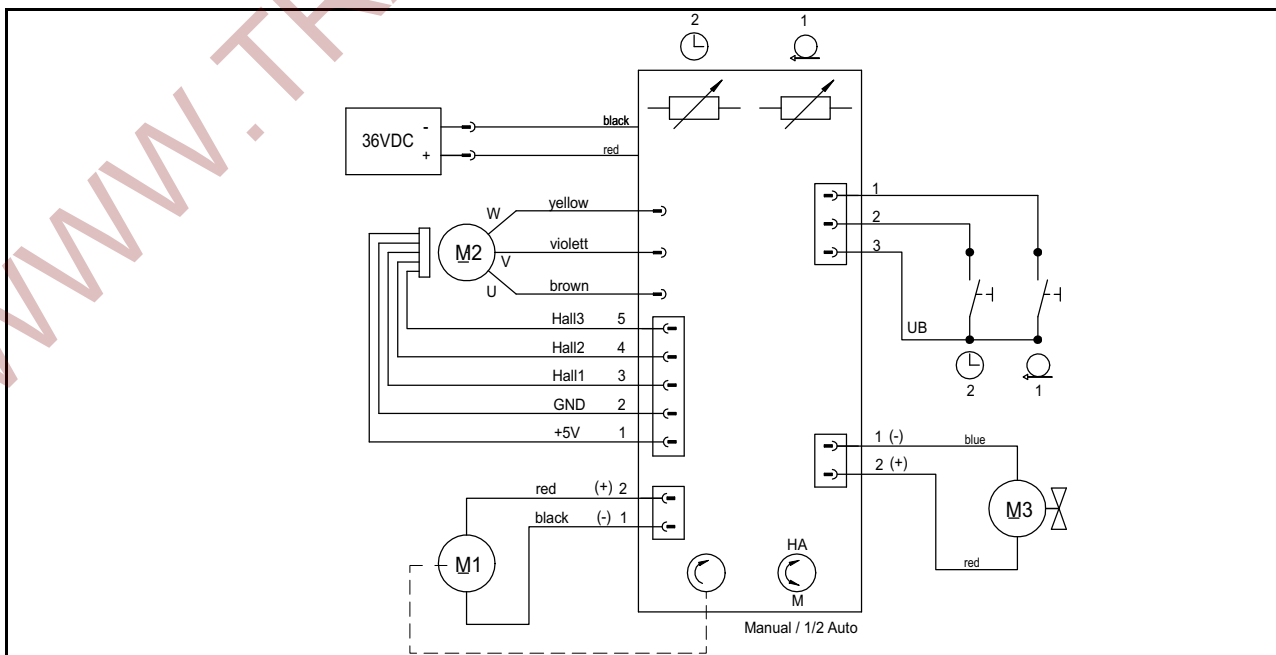 WWW.TR
2 1
36VDC - black
+ red
W yellow
M2 V violett
U brown
Hall3 5
Hall2 4
Hall1 3
GND 2
+5V 1
red (+) 2
black (-) 1
M1
HA
M
Manual / 1/2 Auto
1
2
3
UB
2 1
1 (-) blue
2 (+)
M3
red